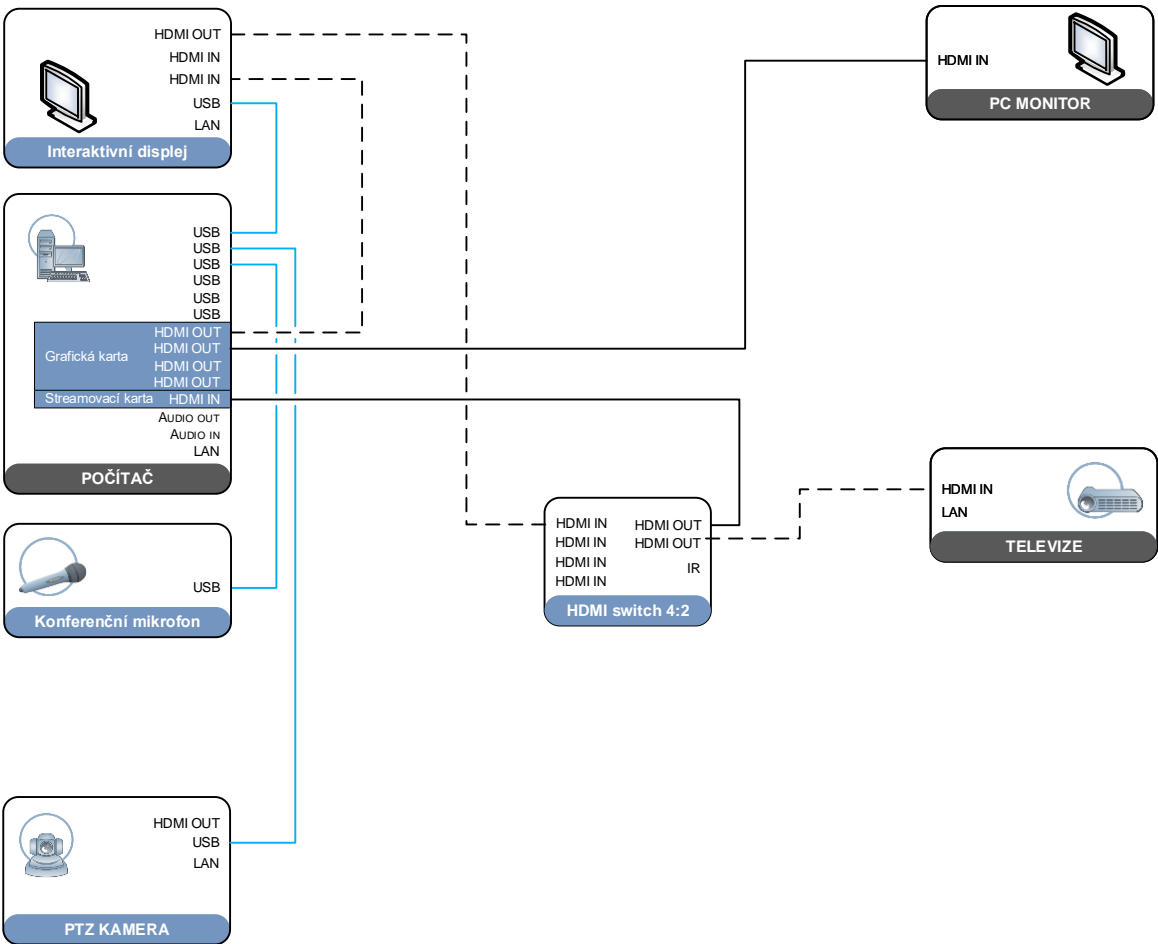 HDMI OUT
HDMI IN
HDMI IN
USB
LAN
Interaktivní displej
HDMI IN
PC MONITOR
USB
USB
USB
USB
USB
USB
Grafická karta
HDMI OUT
HDMI OUT
HDMI OUT
HDMI OUT
Streamovací karta HDMI IN
AUDIO OUT
AUDIO IN
LAN
POČÍTAČ
HDMI IN
LAN
TELEVIZE
HDMI IN HDMI OUT
HDMI IN HDMI OUT
HDMI IN IR
HDMI IN
HDMI switch 4:2
USB
Konferenční mikrofon
HDMI OUT
USB
LAN
PTZ KAMERA